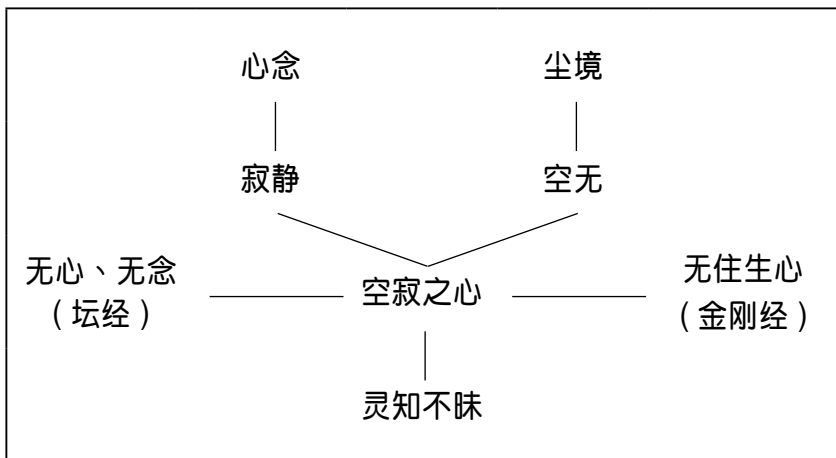 心念
尘境
寂静
空无
无心、无念
（坛经）
空寂之心
无住生心
（金刚经）
灵知不昧